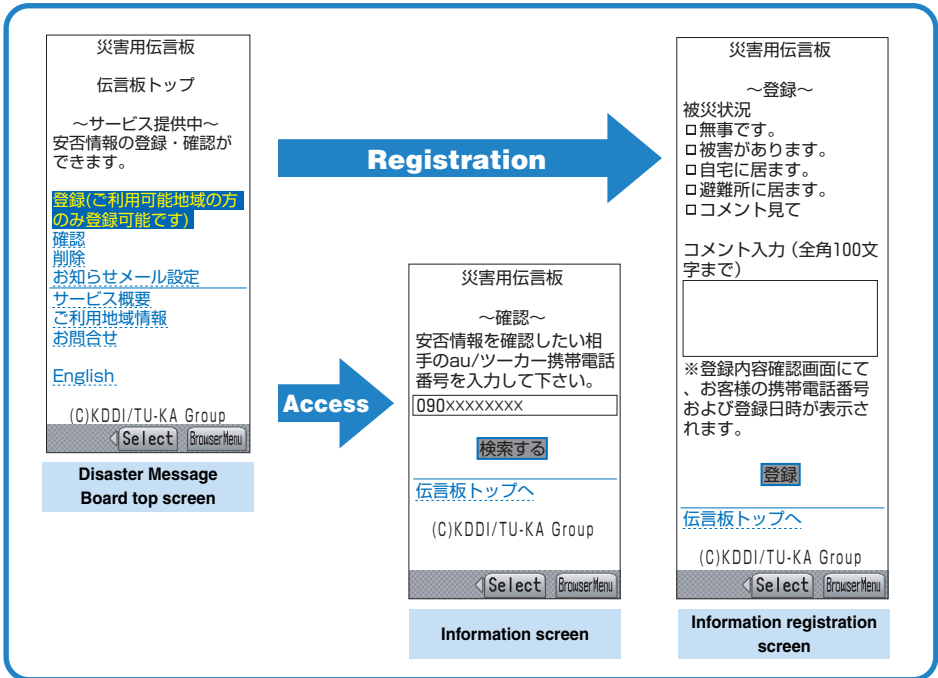 災害用伝言板
伝言板トップ
～サービス提供中～
安否情報の登録・確認が
できます。
登録(ご利用可能地域の方
のみ登録可能です)
確認
削除
お知らせメール設定
サービス概要
ご利用地域情報
お問合せ
English
(C)KDDI/TU-KA Group
Select BrowserMenu
Disaster Message
Board top screen
Registration
Access
災害用伝言板
～確認～
安否情報を確認したい相
手のau/ツーカー携帯電話
番号を入力して下さい。
090××××××××
検索する
伝言板トップへ
(C)KDDI/TU-KA Group
Select BrowserMenu
Information screen
災害用伝言板
～登録～
被災状況
□無事です。
□被害があります。
□自宅に居ます。
□避難所に居ます。
□コメント見て
コメント入力（全角100文
字まで）
※登録内容確認画面にて
、お客様の携帯電話番号
および登録日時が表示さ
れます。
登録
伝言板トップへ
(C)KDDI/TU-KA Group
Select BrowserMenu
Information registration
screen